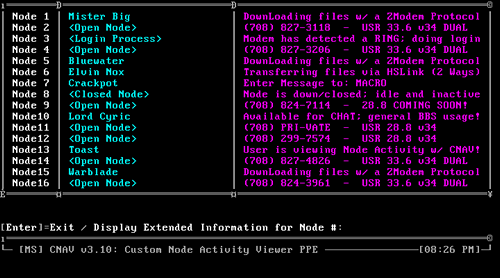 Node 1 Mister Big DownLoading files w/ a ZModem Protocol
Node 2 <Open Node> (708) 827-3118 - USR 33.6 v34 DUAL
Node 3 <Login Process> Modem has detected a RING; doing login
Node 4 <Open Node> (708) 827-3206 - USR 33.6 v34 DUAL
Node 5 Bluewater DownLoading files w/ a ZModem Protocol
Node 6 Elvin Nox Transferring files via HSLink (2 Ways)
Node 7 Crackpot Enter Message to: MACRO
Node 8 <Closed Node> Node is down/closed; idle and inactive
Node 9 <Open Node> (708) 824-7114 - 28.8 COMING SOON!
Node10 Lord Cyric Available for CHAT; general BBS usage!
Node11 <Open Node> (708) PRI-VATE - USR 28.8 v34
Node12 <Open Node> (708) 299-7574 - USR 28.8 v34
Node13 Toast User is viewing Node Activity w/ CNAV!
Node14 <Open Node> (708) 827-4826 - USR 33.6 v34 DUAL
Node15 Warblade DownLoading files w/ a ZModem Protocol
Node16 <Open Node> (708) 824-3961 - USR 33.6 v34 DUAL
[Enter]=Exit / Display Extended Information for Node #:
[MS] CNAV v3.10: Custom Node Activity Viewer PPE [08:26 PM]